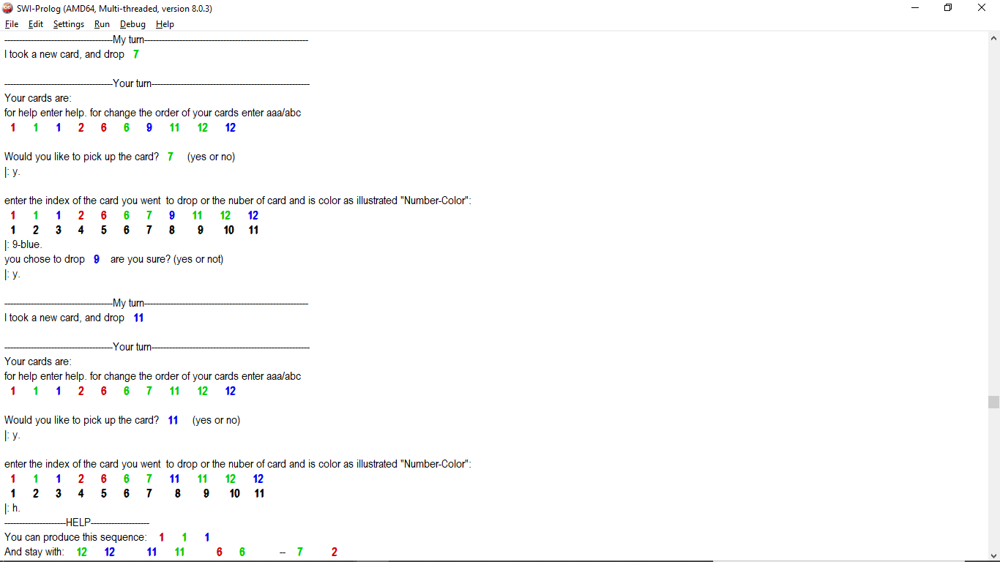 SWI-Prolog (AMD64, Multi-threaded, version 8.0.3)
File Edit Settings Run Debug Help
-------------------------------------My turn--------------------------------------------------------
I took a new card, and drop 7
-------------------------------------Your turn------------------------------------------------------
Your cards are:
for help enter help. for change the order of your cards enter aaa/abc
1 1 1 2 6 6 9 11 12 12
Would you like to pick up the card? 7 (yes or no)
|: y.
enter the index of the card you went to drop or the nuber of card and is color as illustrated "Number-Color":
1 1 1 2 6 6 7 9 11 12 12
1 2 3 4 5 6 7 8 9 10 11
|: 9-blue.
you chose to drop 9 are you sure? (yes or not)
|: y.
-------------------------------------My turn--------------------------------------------------------
I took a new card, and drop 11
-------------------------------------Your turn------------------------------------------------------
Your cards are:
for help enter help. for change the order of your cards enter aaa/abc
1 1 1 2 6 6 7 11 12 12
Would you like to pick up the card? 11 (yes or no)
|: y.
enter the index of the card you went to drop or the nuber of card and is color as illustrated "Number-Color":
1 1 1 2 6 6 7 11 11 12 12
1 2 3 4 5 6 7 8 9 10 11
|: h.
---------------------HELP--------------------
You can produce this sequence: 1 1 1
And stay with: 12 12 11 11 6 6 -- 7 2